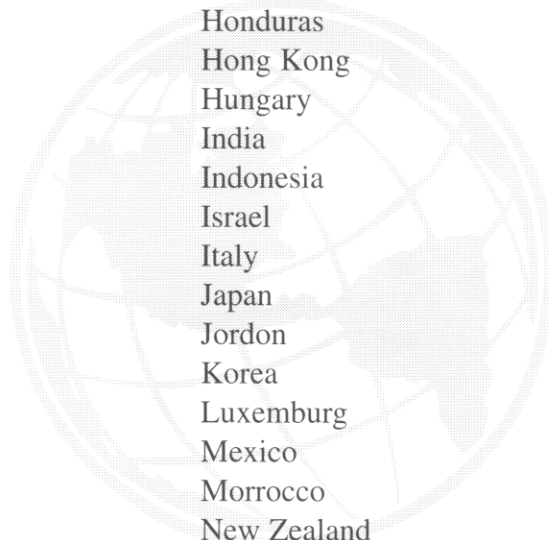 Honduras
Hong Kong
Hungary
India
Indonesia
Israel
Italy
Japan
Jordon
Korea
Luxemburg
Mexico
Morrocco
New Zealand